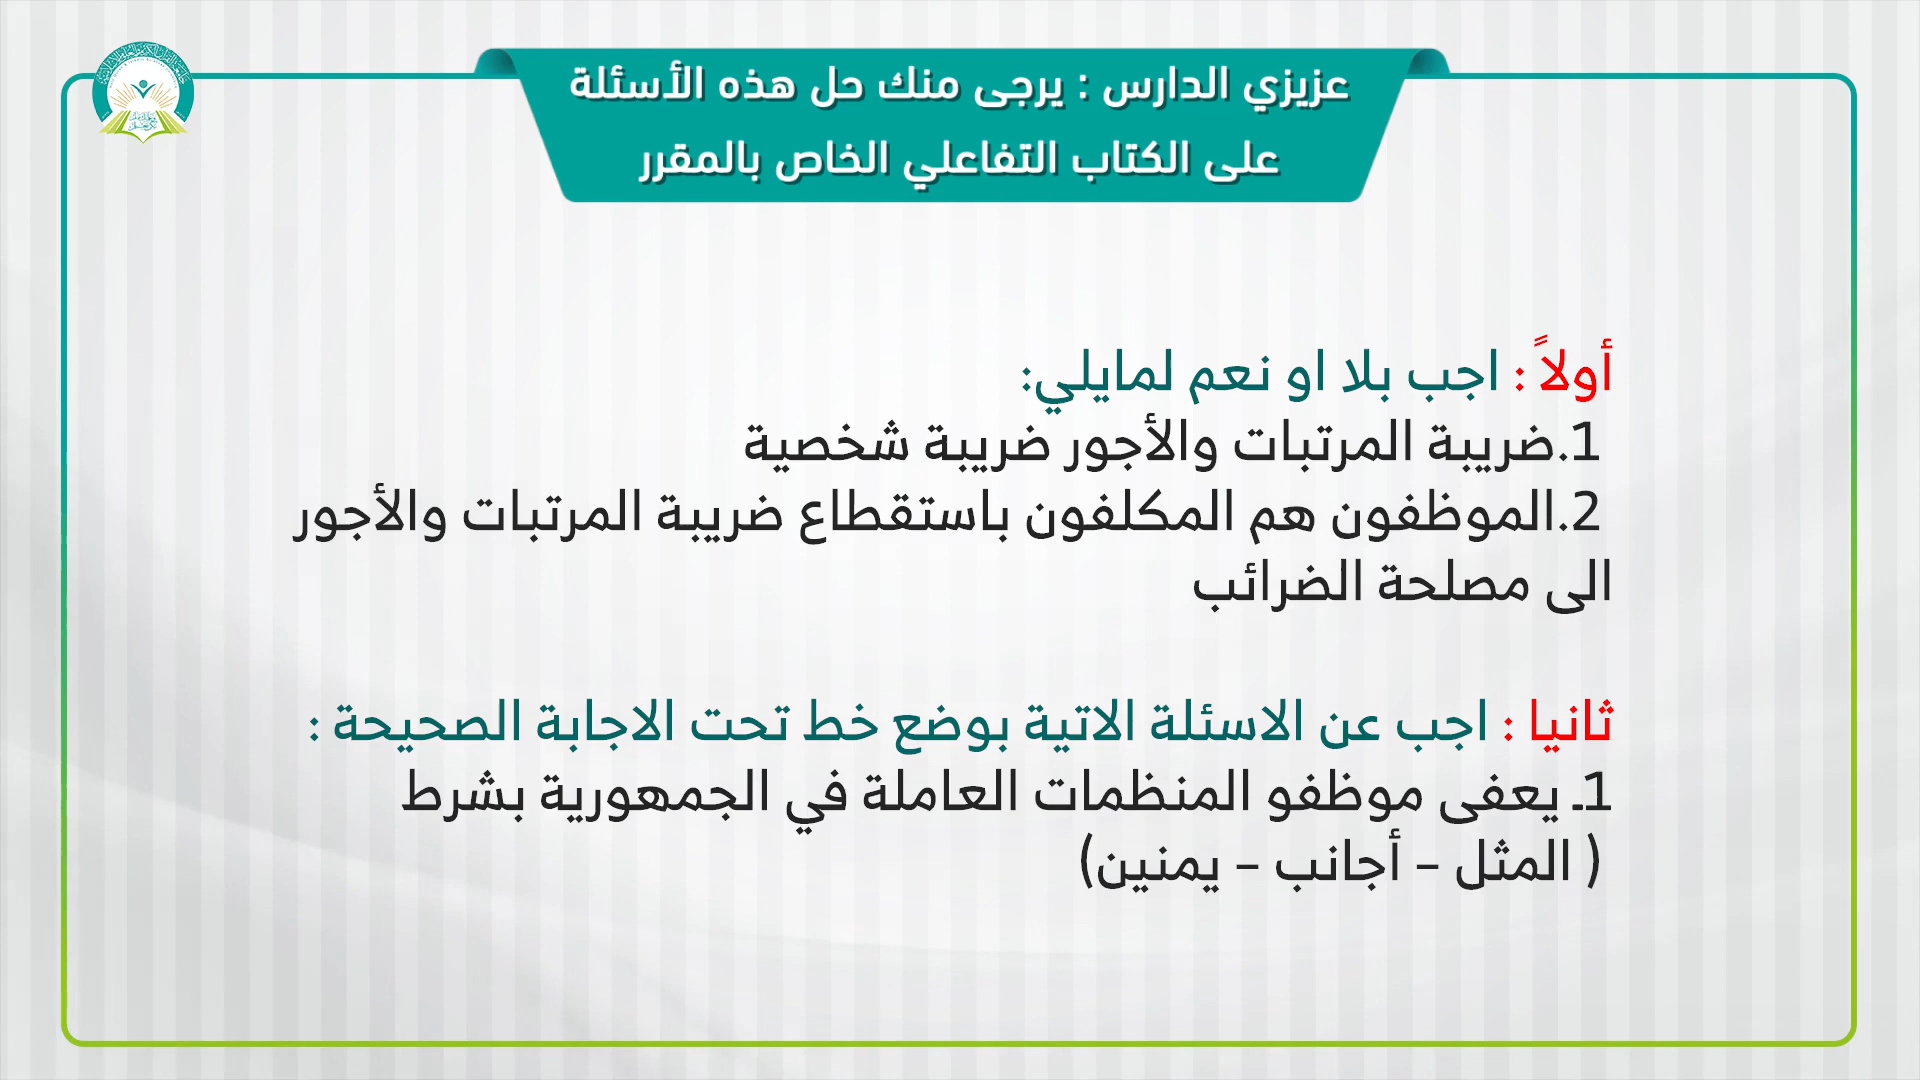 عزيزي الدارس : يرجى منك حل هذه الأسئلة
على الكتاب التفاعلي الخاص بالمقرر
أولاً : اجب بلا او نعم لمايلي:
1.ضريبة المرتبات والأجور ضريبة شخصية
2.الموظفون هم المكلفون باستقطاع ضريبة المرتبات والأجور
الى مصلحة الضرائب
ثانيا : اجب عن الاسئلة الاتية بوضع خط تحت الاجابة الصحيحة :
1ـ يعفى موظفو المنظمات العاملة في الجمهورية بشرط
( المثل – أجانب – يمنين)